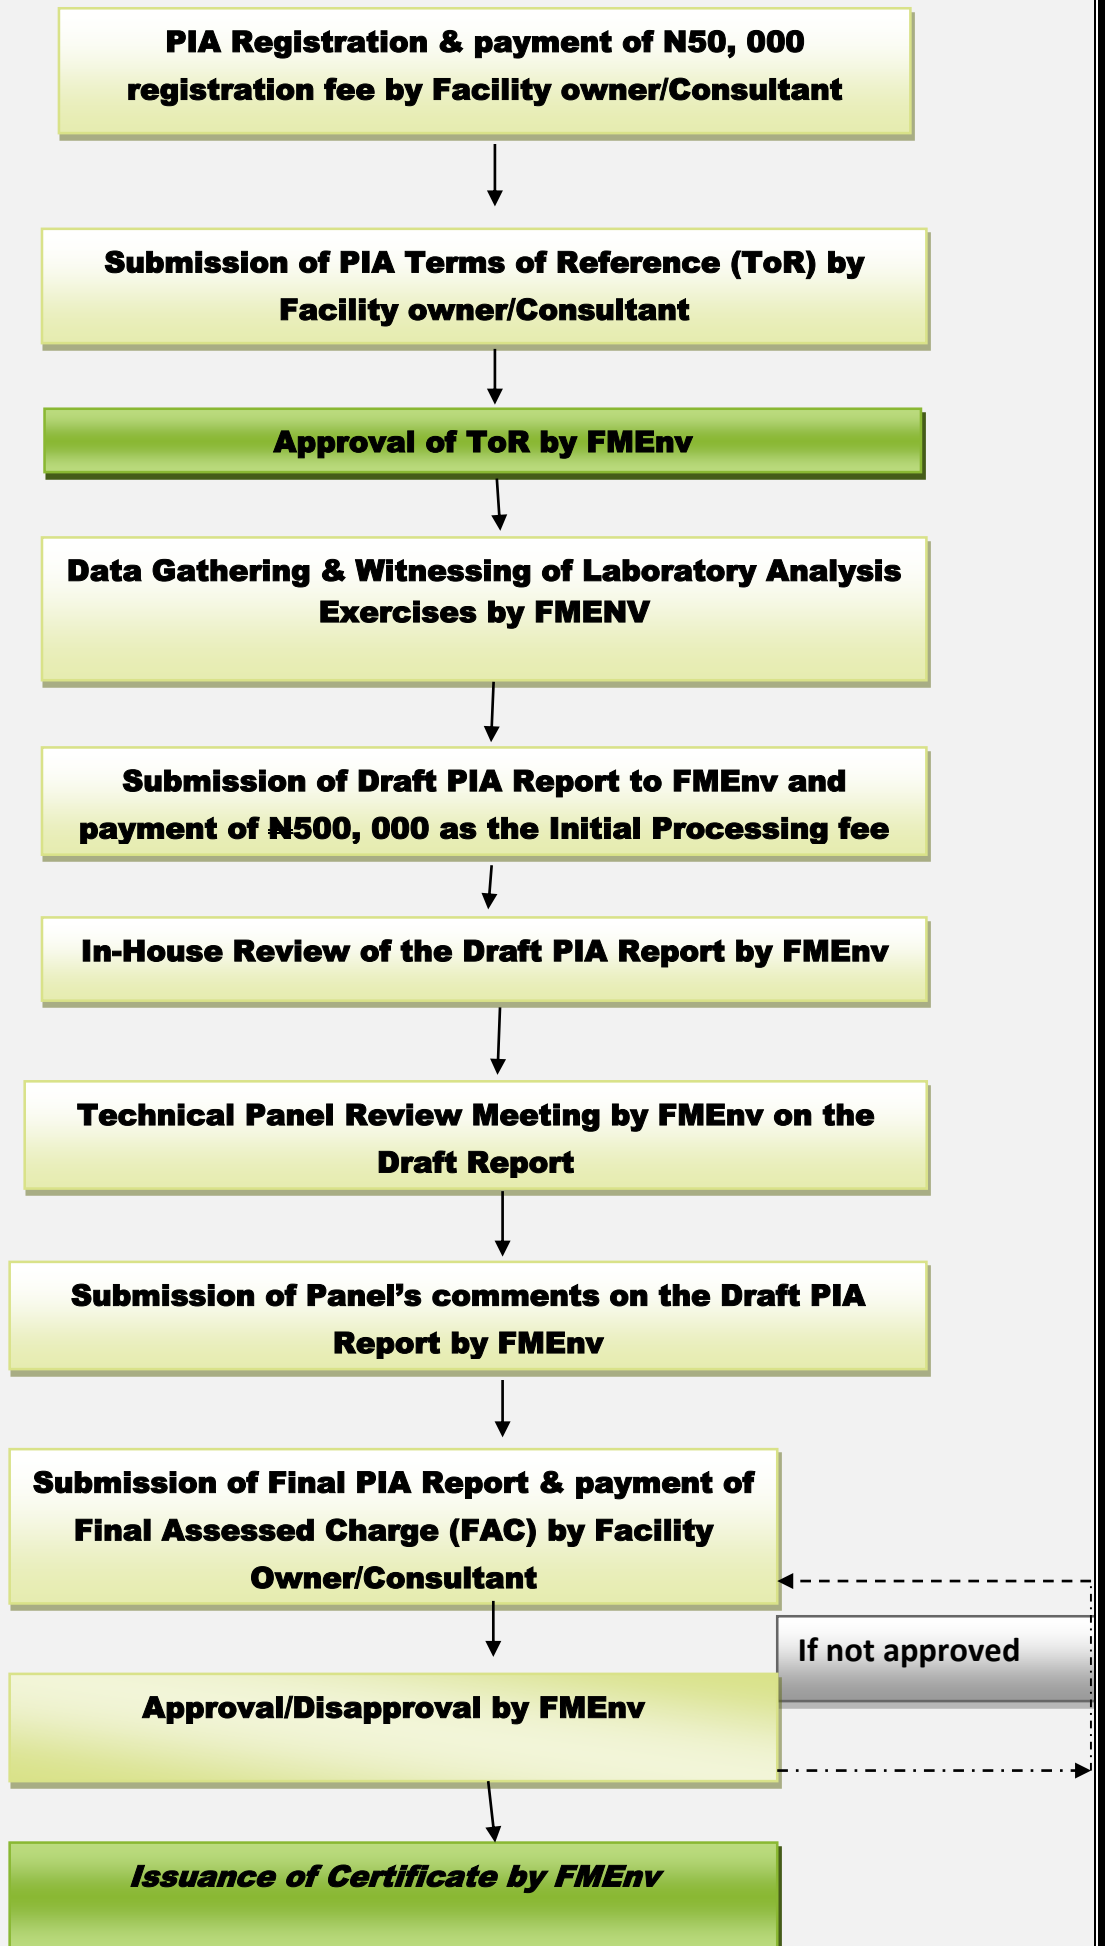 PIA Registration & payment of N50, 000
registration fee by Facility owner/Consultant
Submission of PIA Terms of Reference (ToR) by
Facility owner/Consultant
Approval of ToR by FMEnv
Data Gathering & Witnessing of Laboratory Analysis
Exercises by FMENV
Submission of Draft PIA Report to FMEnv and
payment of ₦500, 000 as the Initial Processing fee
In-House Review of the Draft PIA Report by FMEnv
Technical Panel Review Meeting by FMEnv on the
Draft Report
Submission of Panel’s comments on the Draft PIA
Report by FMEnv
Submission of Final PIA Report & payment of
Final Assessed Charge (FAC) by Facility
Owner/Consultant
If not approved
Approval/Disapproval by FMEnv
Issuance of Certificate by FMEnv